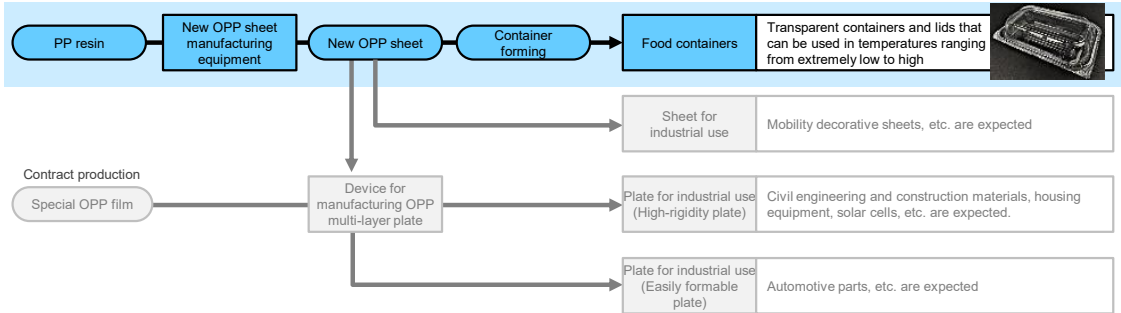 PP resin
New OPP sheet
manufacturing
equipment
New OPP sheet
Container
forming
Food containers
Transparent containers and lids that
can be used in temperatures ranging
from extremely low to high
Sheet for
industrial use
Mobility decorative sheets, etc. are expected
Contract production
Special OPP film
Device for
manufacturing OPP
multi-layer plate
Plate for industrial use
(High-rigidity plate)
Civil engineering and construction materials, housing
equipment, solar cells, etc. are expected.
Plate for industrial use
(Easily formable
plate)
Automotive parts, etc. are expected